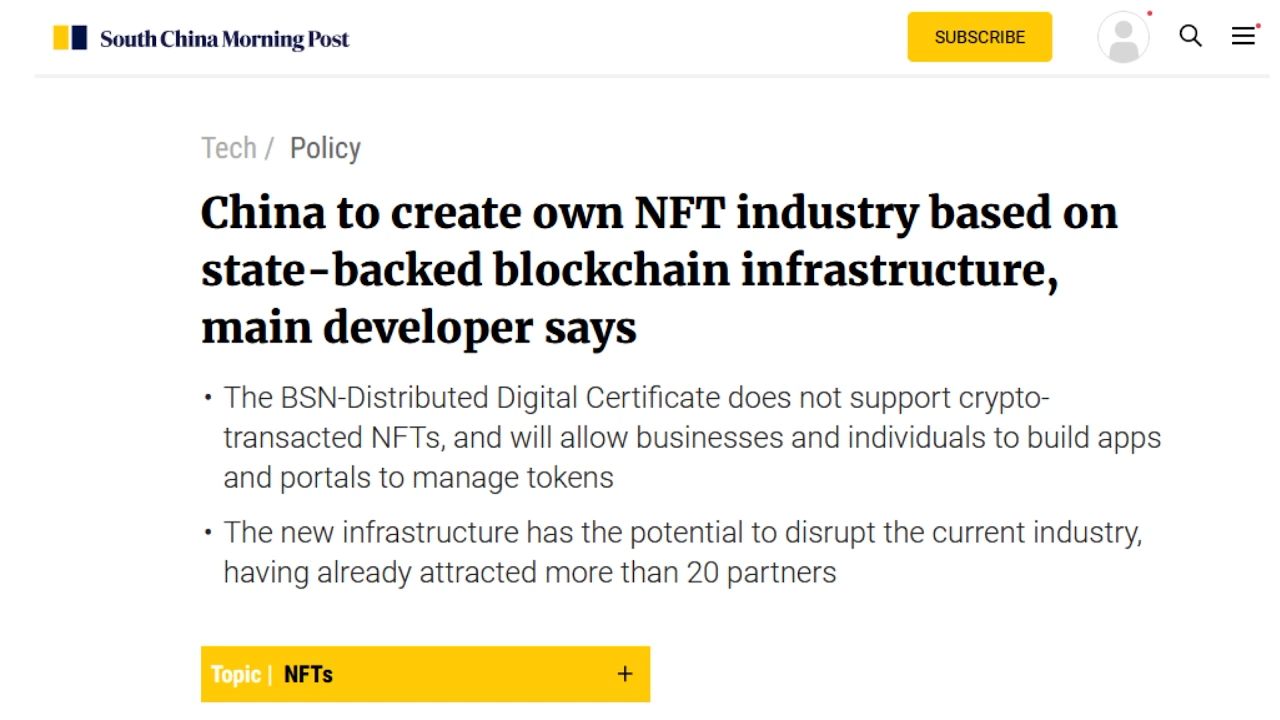 South China Morning Post
SUBSCRIBE
Tech / Policy
China to create own NFT industry based on
state-backed blockchain infrastructure,
main developer says
• The BSN-Distributed Digital Certificate does not support crypto-
transacted NFTs, and will allow businesses and individuals to build apps
and portals to manage tokens
• The new infrastructure has the potential to disrupt the current industry,
having already attracted more than 20 partners
Topic | NFTs +